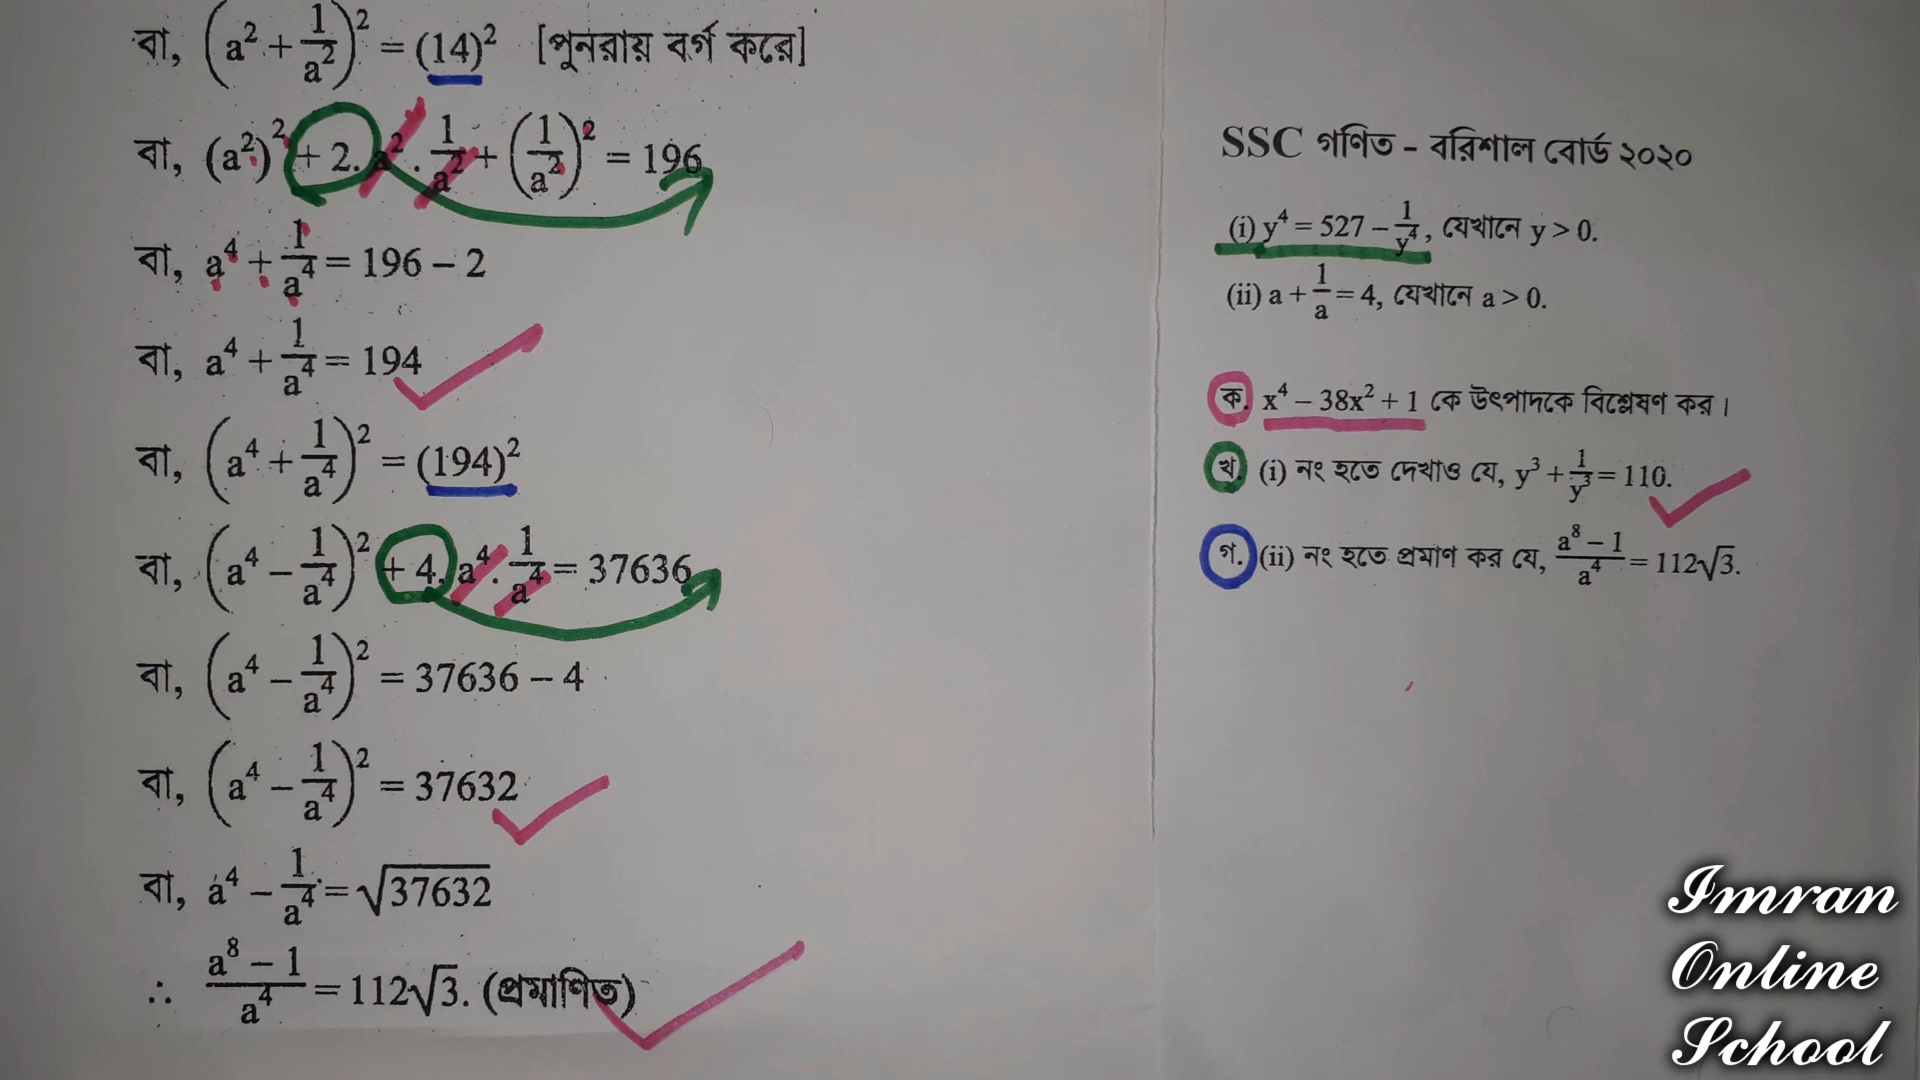 বা, (a² + 1/a²)² = (14)² [পুনরায় বর্গ করে]
বা, (a²)² + 2. a² . 1/a² + (1/a²)² = 196
বা, a⁴ + 1/a⁴ = 196 – 2
বা, a⁴ + 1/a⁴ = 194
বা, (a⁴ + 1/a⁴)² = (194)²
বা, (a⁴ – 1/a⁴)² + 4. a⁴ . 1/a⁴ = 37636
বা, (a⁴ – 1/a⁴)² = 37636 – 4
বা, (a⁴ – 1/a⁴)² = 37632
বা, a⁴ – 1/a⁴ = √37632
∴ (a⁸ – 1)/a⁴ = 112√3. (প্রমাণিত)
SSC গণিত - বরিশাল বোর্ড ২০২০
(i) y⁴ = 527 – 1/y⁴, যেখানে y > 0.
(ii) a + 1/a = 4, যেখানে a > 0.
ক. x⁴ – 38x² + 1 কে উৎপাদকে বিশ্লেষণ কর।
খ. (i) নং হতে দেখাও যে, y³ + 1/y³ = 110.
গ. (ii) নং হতে প্রমাণ কর যে, (a⁸ – 1)/a⁴ = 112√3.
Imran
Online
School